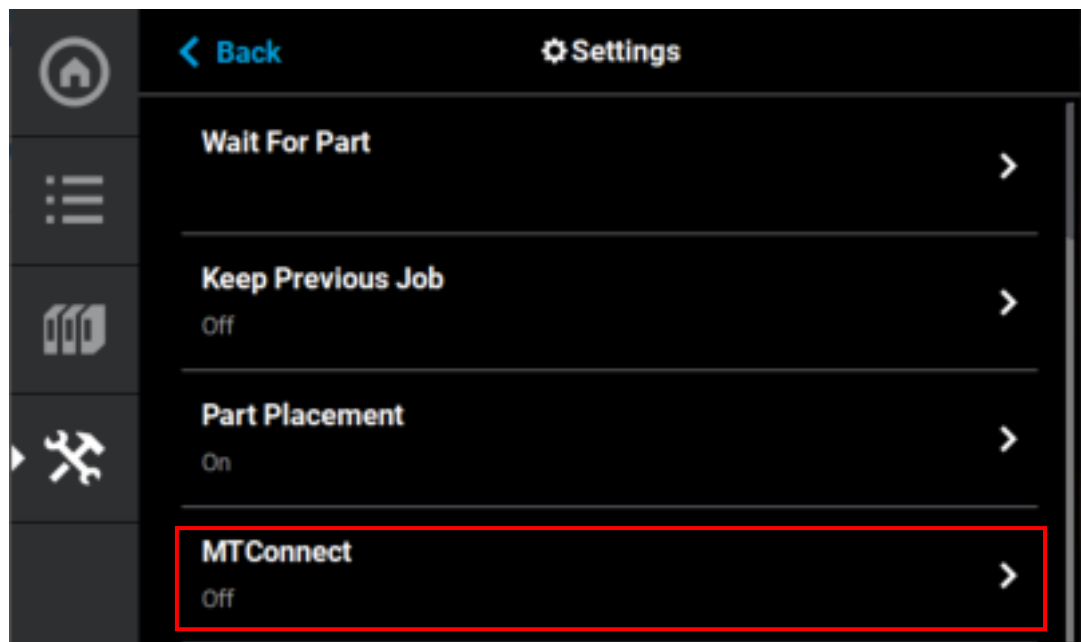 Back
Settings
Wait For Part
Keep Previous Job
Off
Part Placement
On
MTConnect
Off